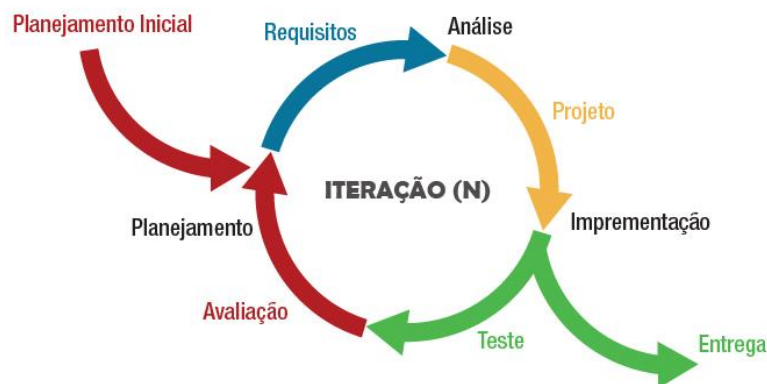 Planejamento Inicial
Requisitos
Análise
Projeto
ITERAÇÃO (N)
Imprementação
Planejamento
Avaliação
Teste
Entrega